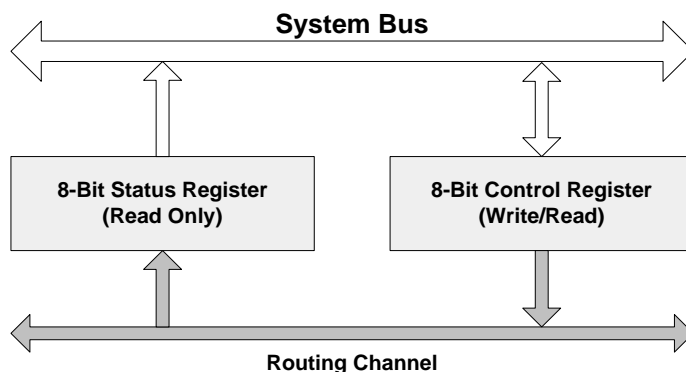 System Bus
8-Bit Status Register
(Read Only)
8-Bit Control Register
(Write/Read)
Routing Channel